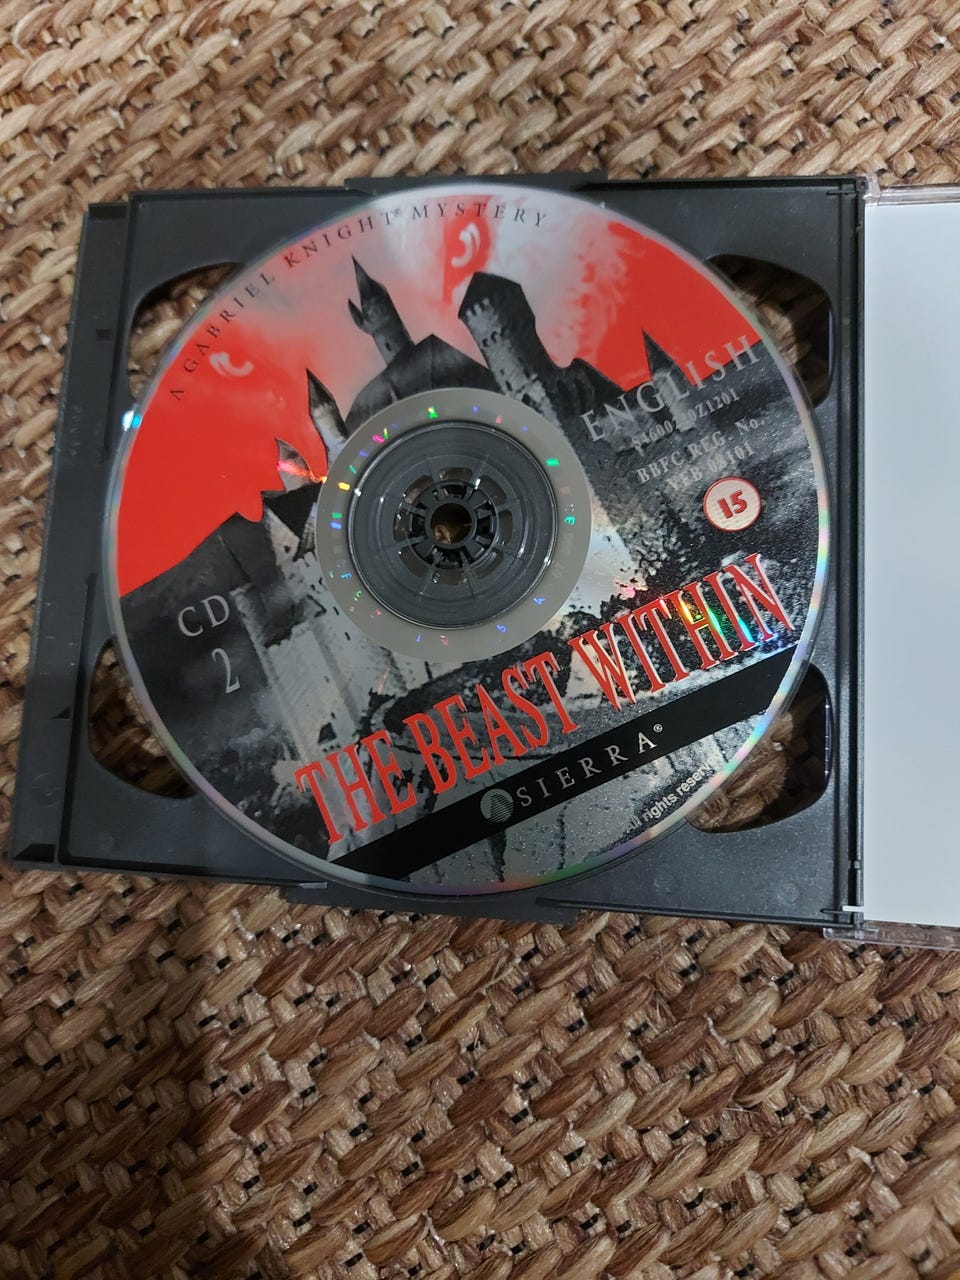 A GABRIEL KNIGHT® MYSTERY
ENGLISH
BBFC REG. No.
15
CD
2
THE BEAST WITHIN
SIERRA®
All rights reserved